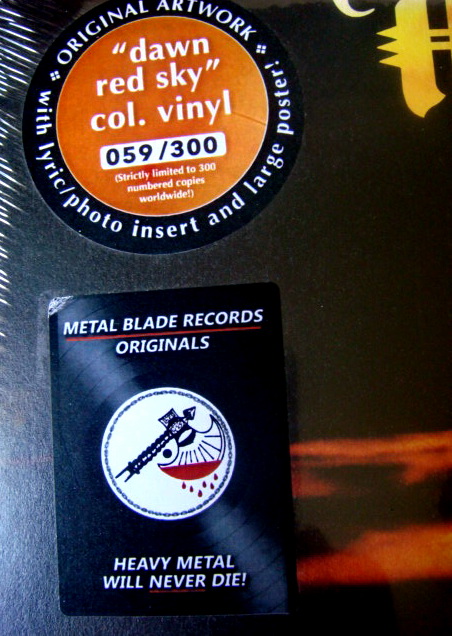 ORIGINAL ARTWORK
"dawn
red sky"
col. vinyl
059/300
(Strictly limited to 300
numbered copies
worldwide!)
with lyric/photo insert and large poster!
METAL BLADE RECORDS
ORIGINALS
HEAVY METAL
WILL NEVER DIE!